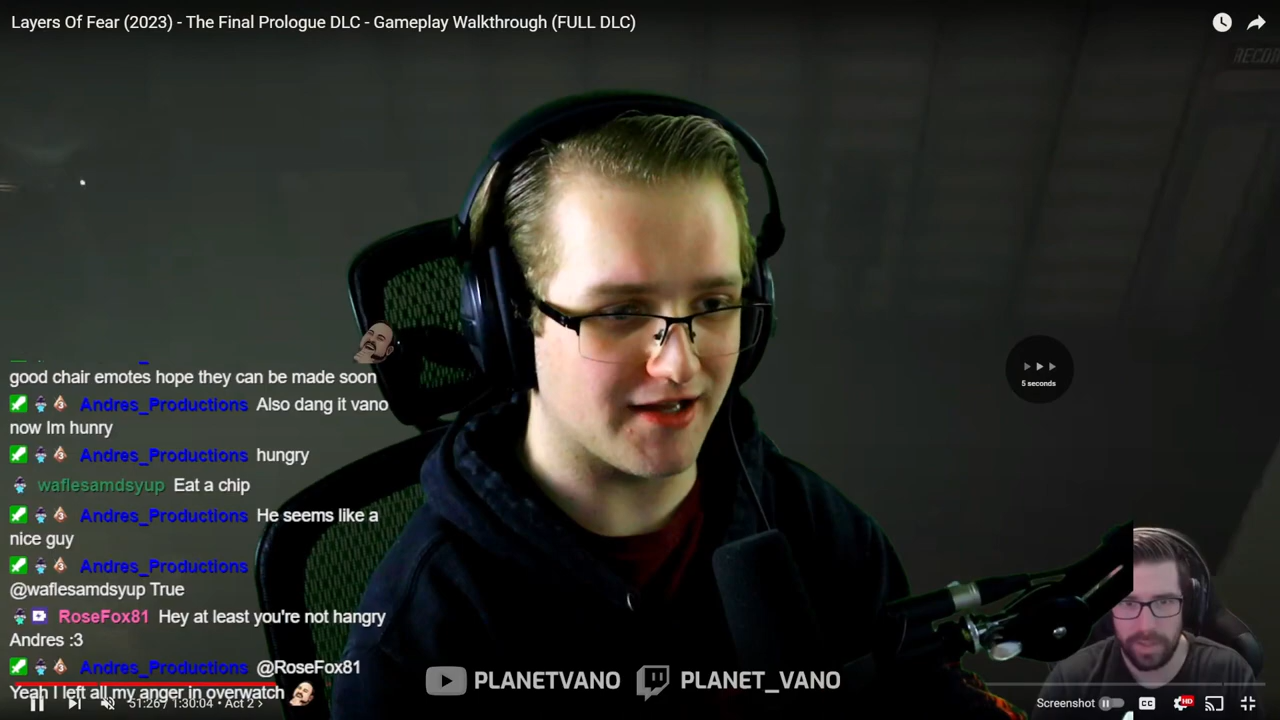 Layers Of Fear (2023) - The Final Prologue DLC - Gameplay Walkthrough (FULL DLC)
5 seconds
good chair emotes hope they can be made soon
Andres_Productions Also dang it vano
now Im hunry
Andres_Productions hungry
waflesamdsyup Eat a chip
Andres_Productions He seems like a
nice guy
Andres_Productions
@waflesamdsyup True
RoseFox81 Hey at least you're not hangry
Andres :3
Andres_Productions @RoseFox81
Yeah I left all my anger in overwatch
PLANETVANO PLANET_VANO
51:26 / 1:30:04 • Act 2 >
Screenshot CC HD